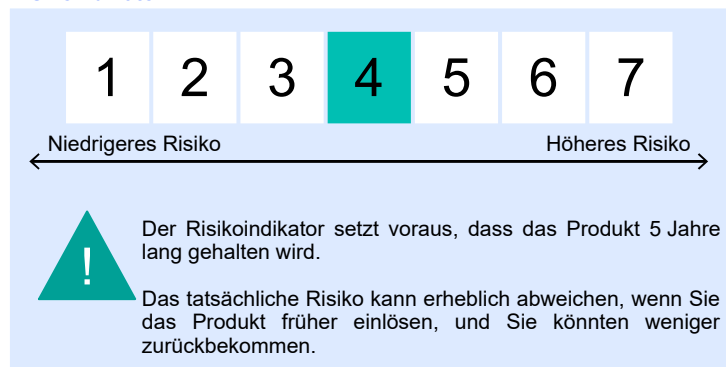 1 2 3 4 5 6 7
Niedrigeres Risiko Höheres Risiko
Der Risikoindikator setzt voraus, dass das Produkt 5 Jahre
lang gehalten wird.
!
Das tatsächliche Risiko kann erheblich abweichen, wenn Sie
das Produkt früher einlösen, und Sie könnten weniger
zurückbekommen.